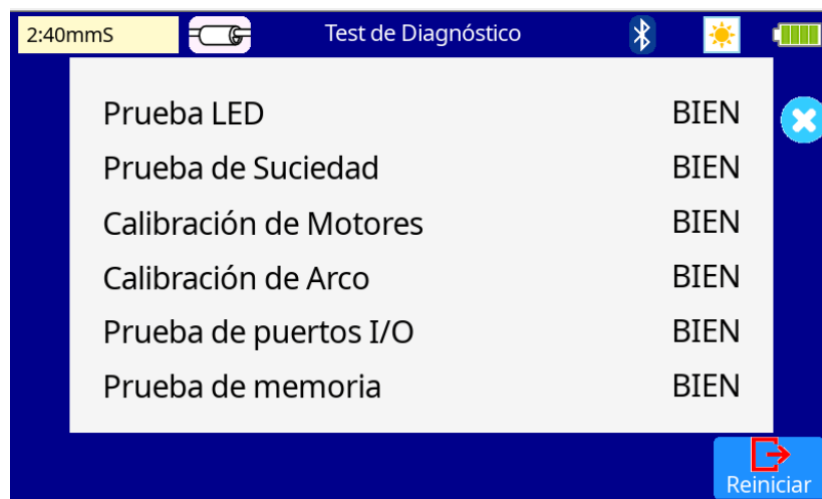 2:40mmS Test de Diagnóstico
Prueba LED BIEN
Prueba de Suciedad BIEN
Calibración de Motores BIEN
Calibración de Arco BIEN
Prueba de puertos I/O BIEN
Prueba de memoria BIEN
Reiniciar